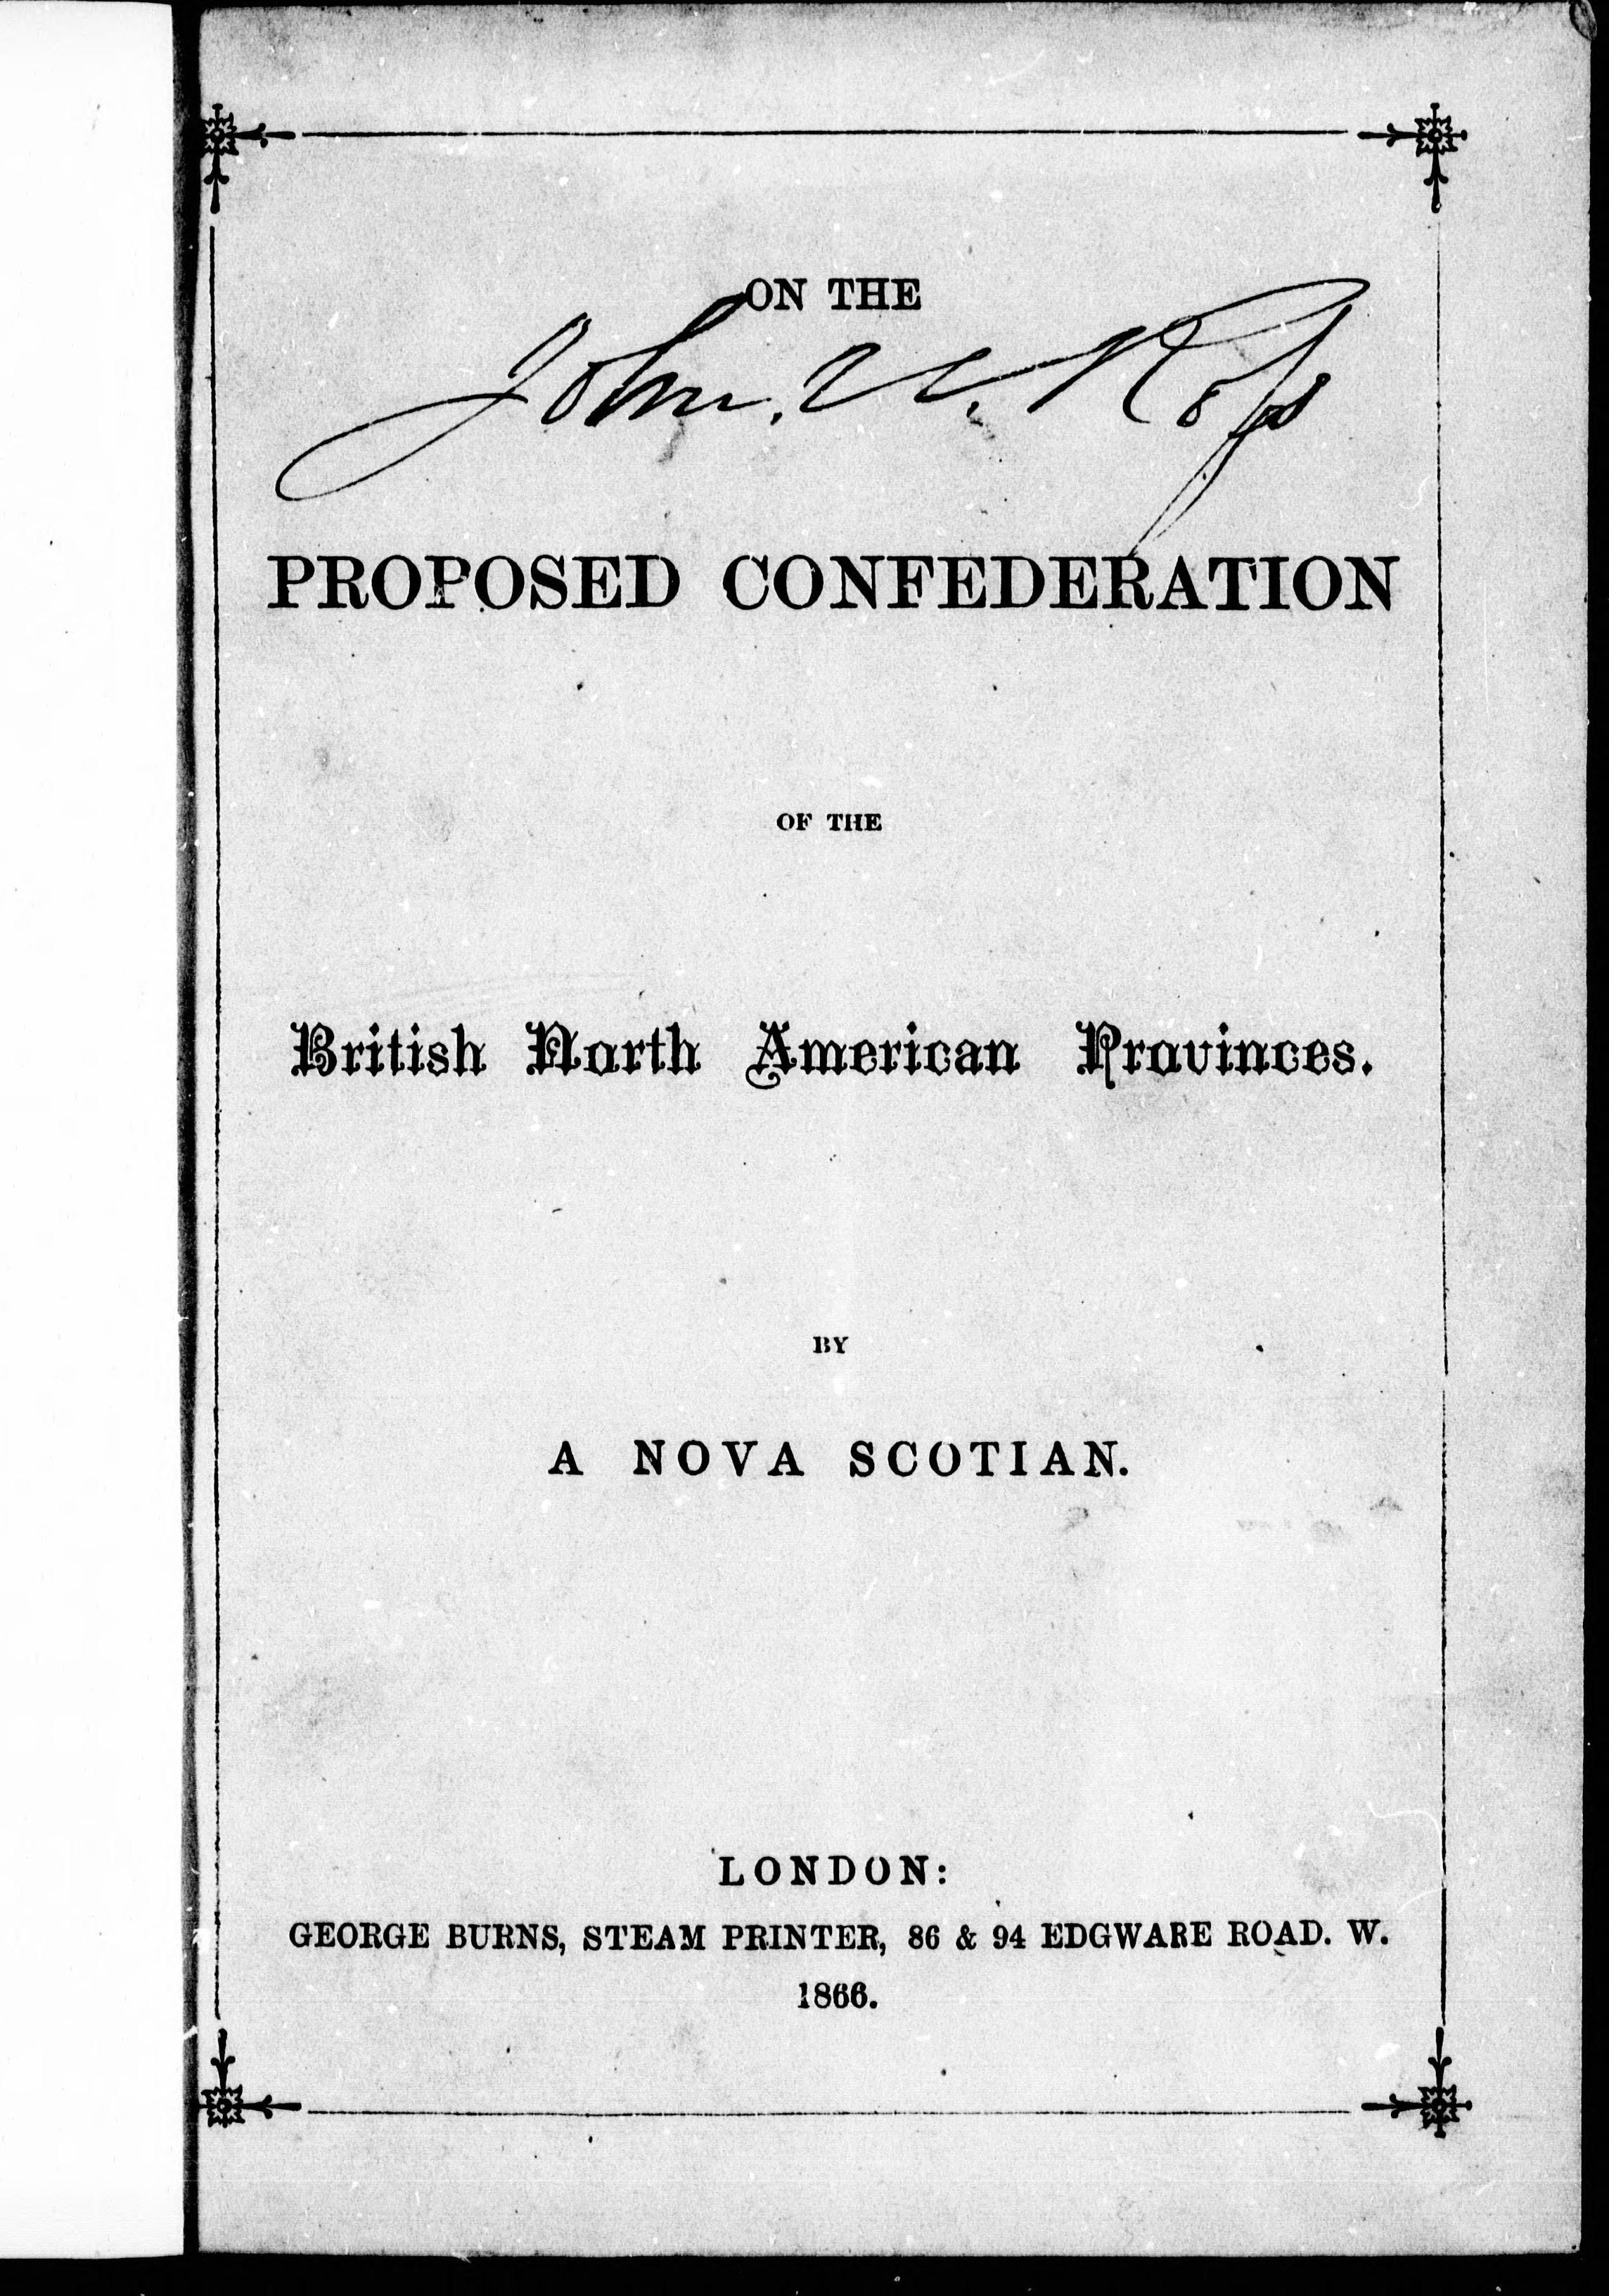 ON THE
John. U. Ross
PROPOSED CONFEDERATION
OF THE
British North American Provinces.
BY
A NOVA SCOTIAN.
LONDON:
GEORGE BURNS, STEAM PRINTER, 86 & 94 EDGWARE ROAD. W.
1866.